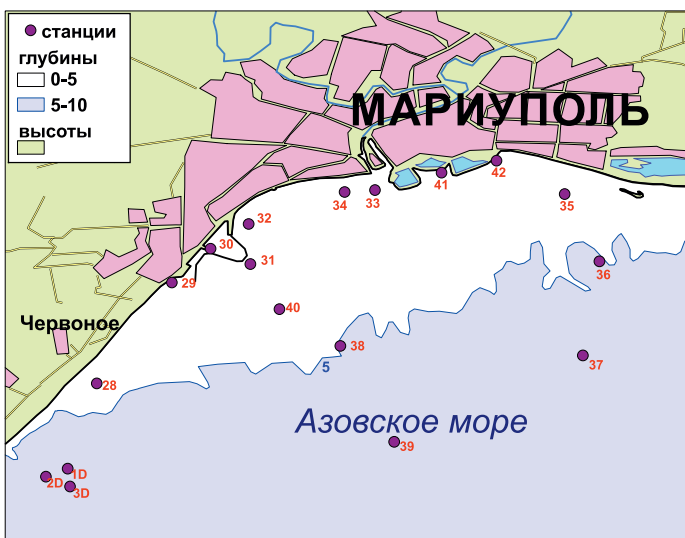 станции
глубины
0-5
5-10
высоты
МАРИУПОЛЬ
42
41
34
33
35
32
30
31
36
29
40
Червоное
38
5
37
28
Азовское море
39
1D
2D
3D